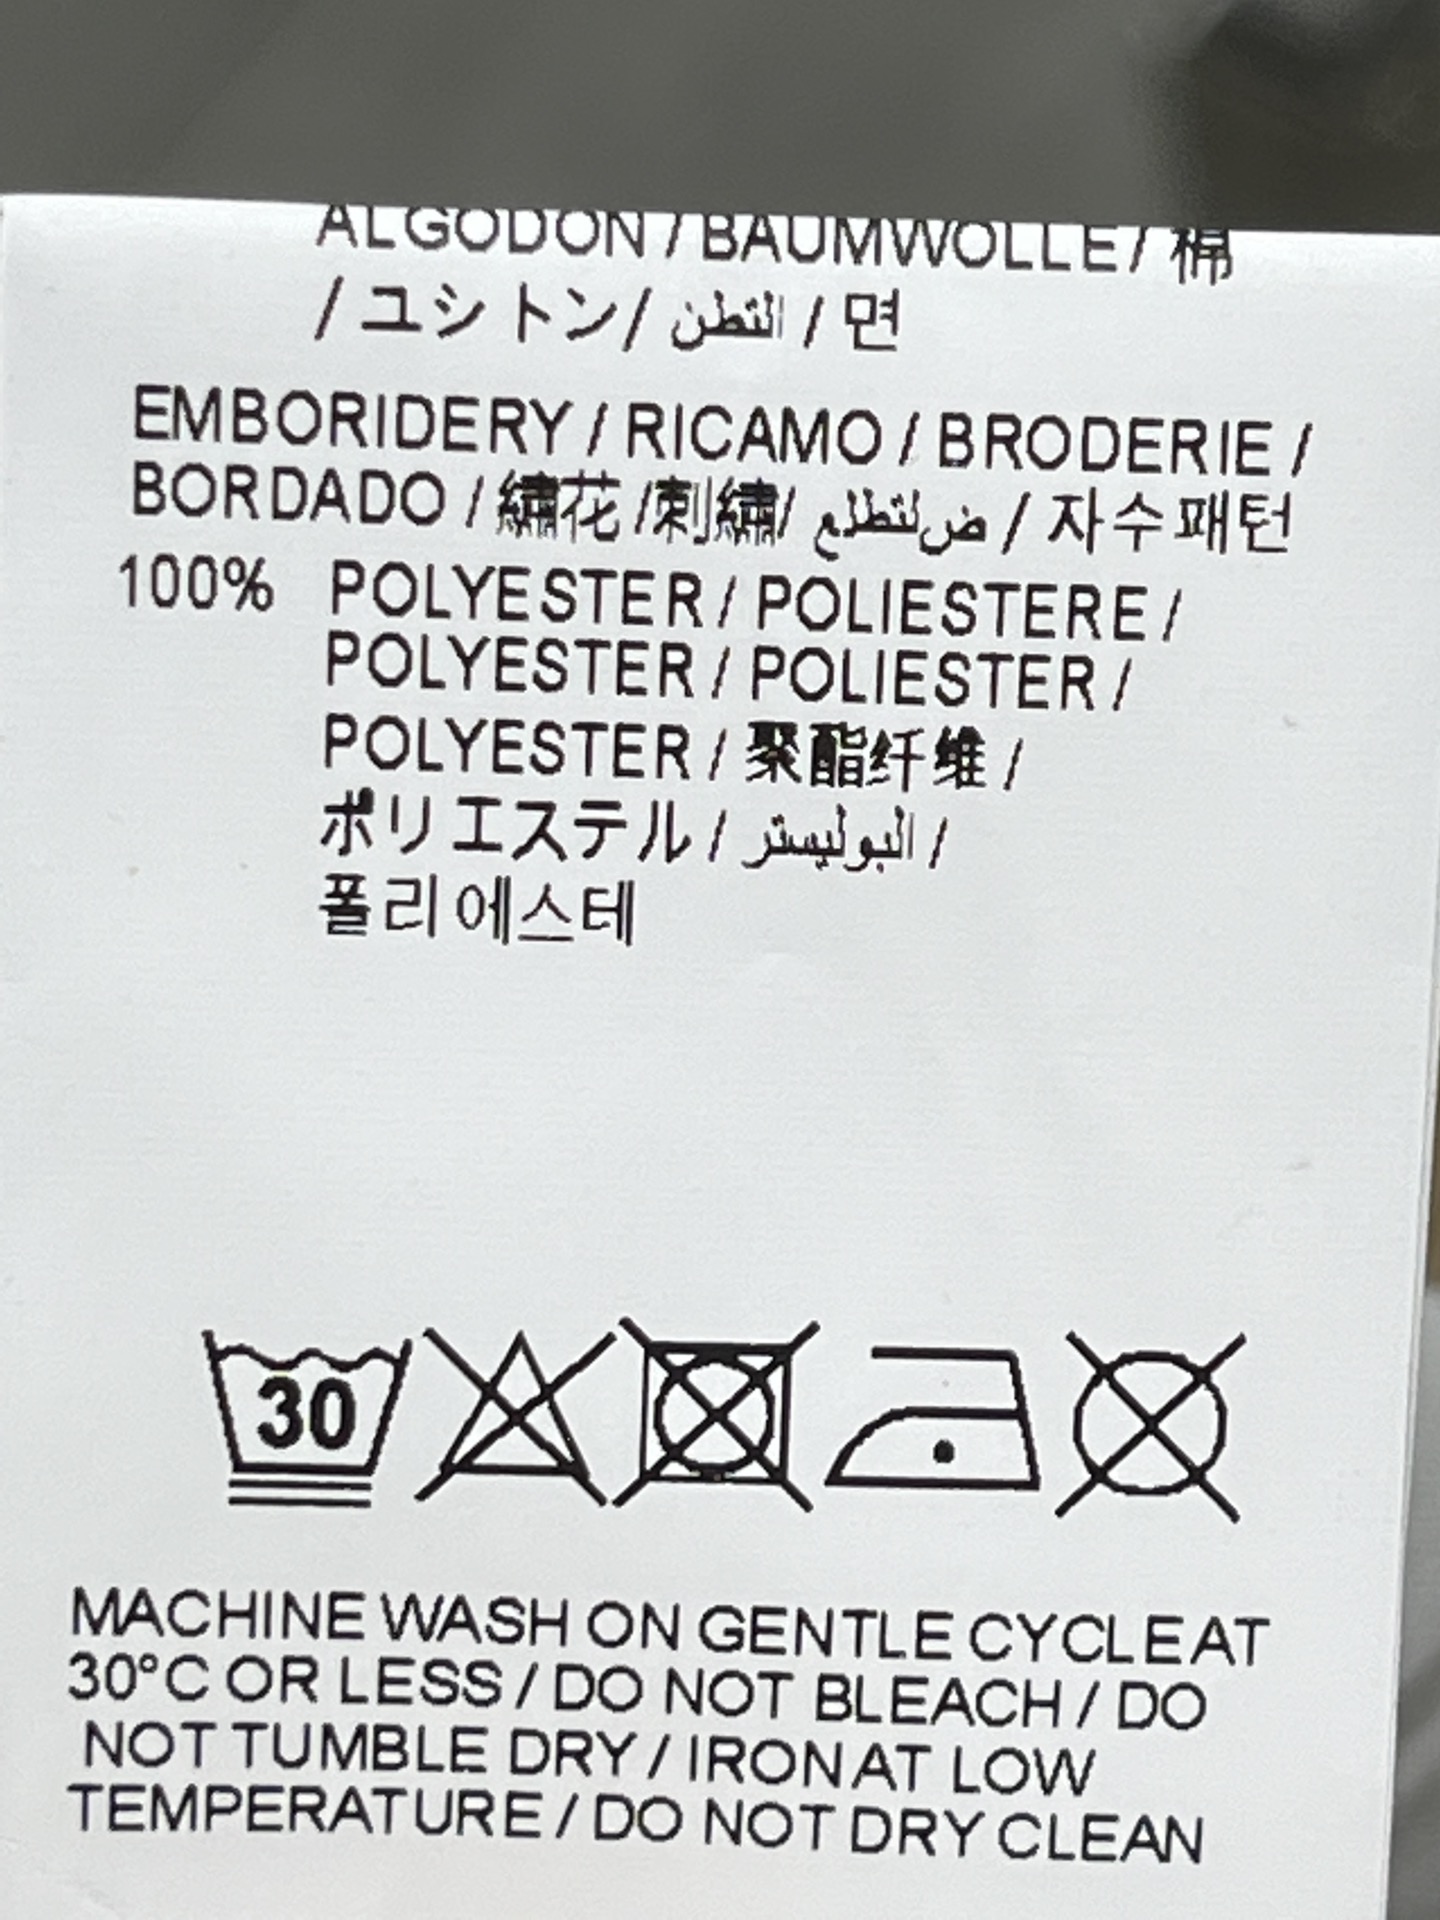 ALGODON / BAUMWOLLE / 棉
/ ユシトン / التطن / 면
EMBORIDERY / RICAMO / BRODERIE /
BORDADO / 繡花 / 刺繡 / ض لتطلع / 자수패턴
100% POLYESTER / POLIESTERE /
POLYESTER / POLIESTER /
POLYESTER / 聚酯纤维 /
ポリエステル / البوليستر /
폴리에스테
30
MACHINE WASH ON GENTLE CYCLE AT
30°C OR LESS / DO NOT BLEACH / DO
NOT TUMBLE DRY / IRON AT LOW
TEMPERATURE / DO NOT DRY CLEAN